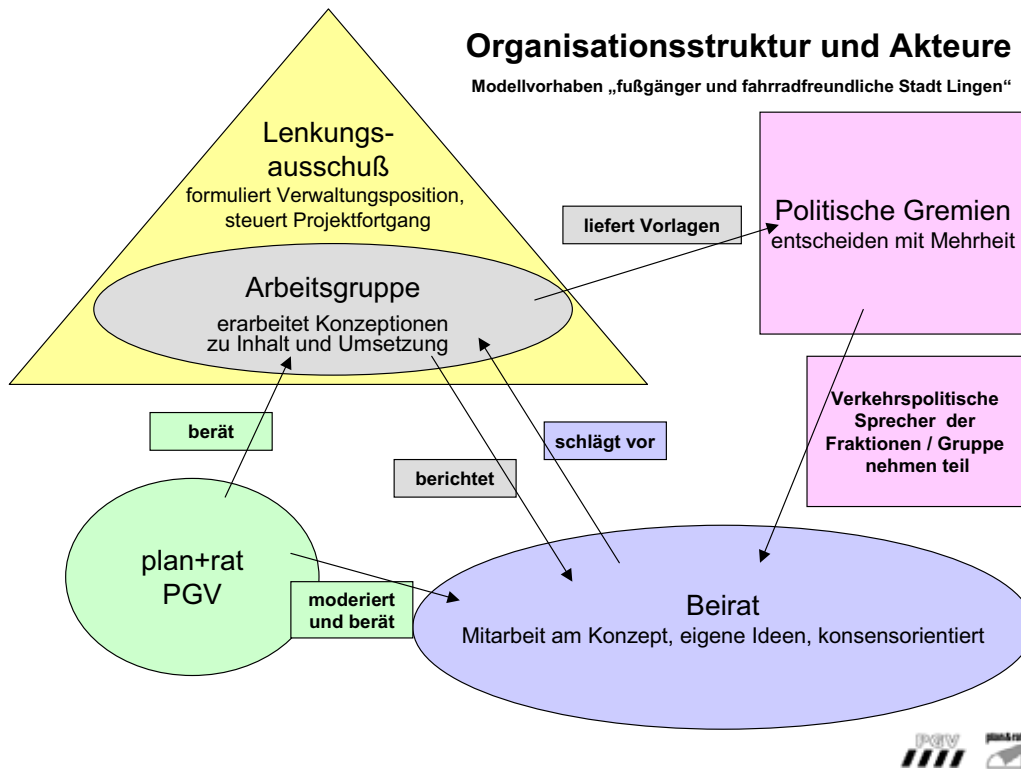 Organisationsstruktur und Akteure
Modellvorhaben „fußgänger und fahrradfreundliche Stadt Lingen“
Lenkungs-
ausschuß
formuliert Verwaltungsposition,
steuert Projektfortgang
liefert Vorlagen
Politische Gremien
entscheiden mit Mehrheit
Arbeitsgruppe
erarbeitet Konzeptionen
zu Inhalt und Umsetzung
Verkehrspolitische
Sprecher der
Fraktionen / Gruppe
nehmen teil
berät
schlägt vor
berichtet
plan+rat
PGV
moderiert
und berät
Beirat
Mitarbeit am Konzept, eigene Ideen, konsensorientiert
PGV
plan&rat